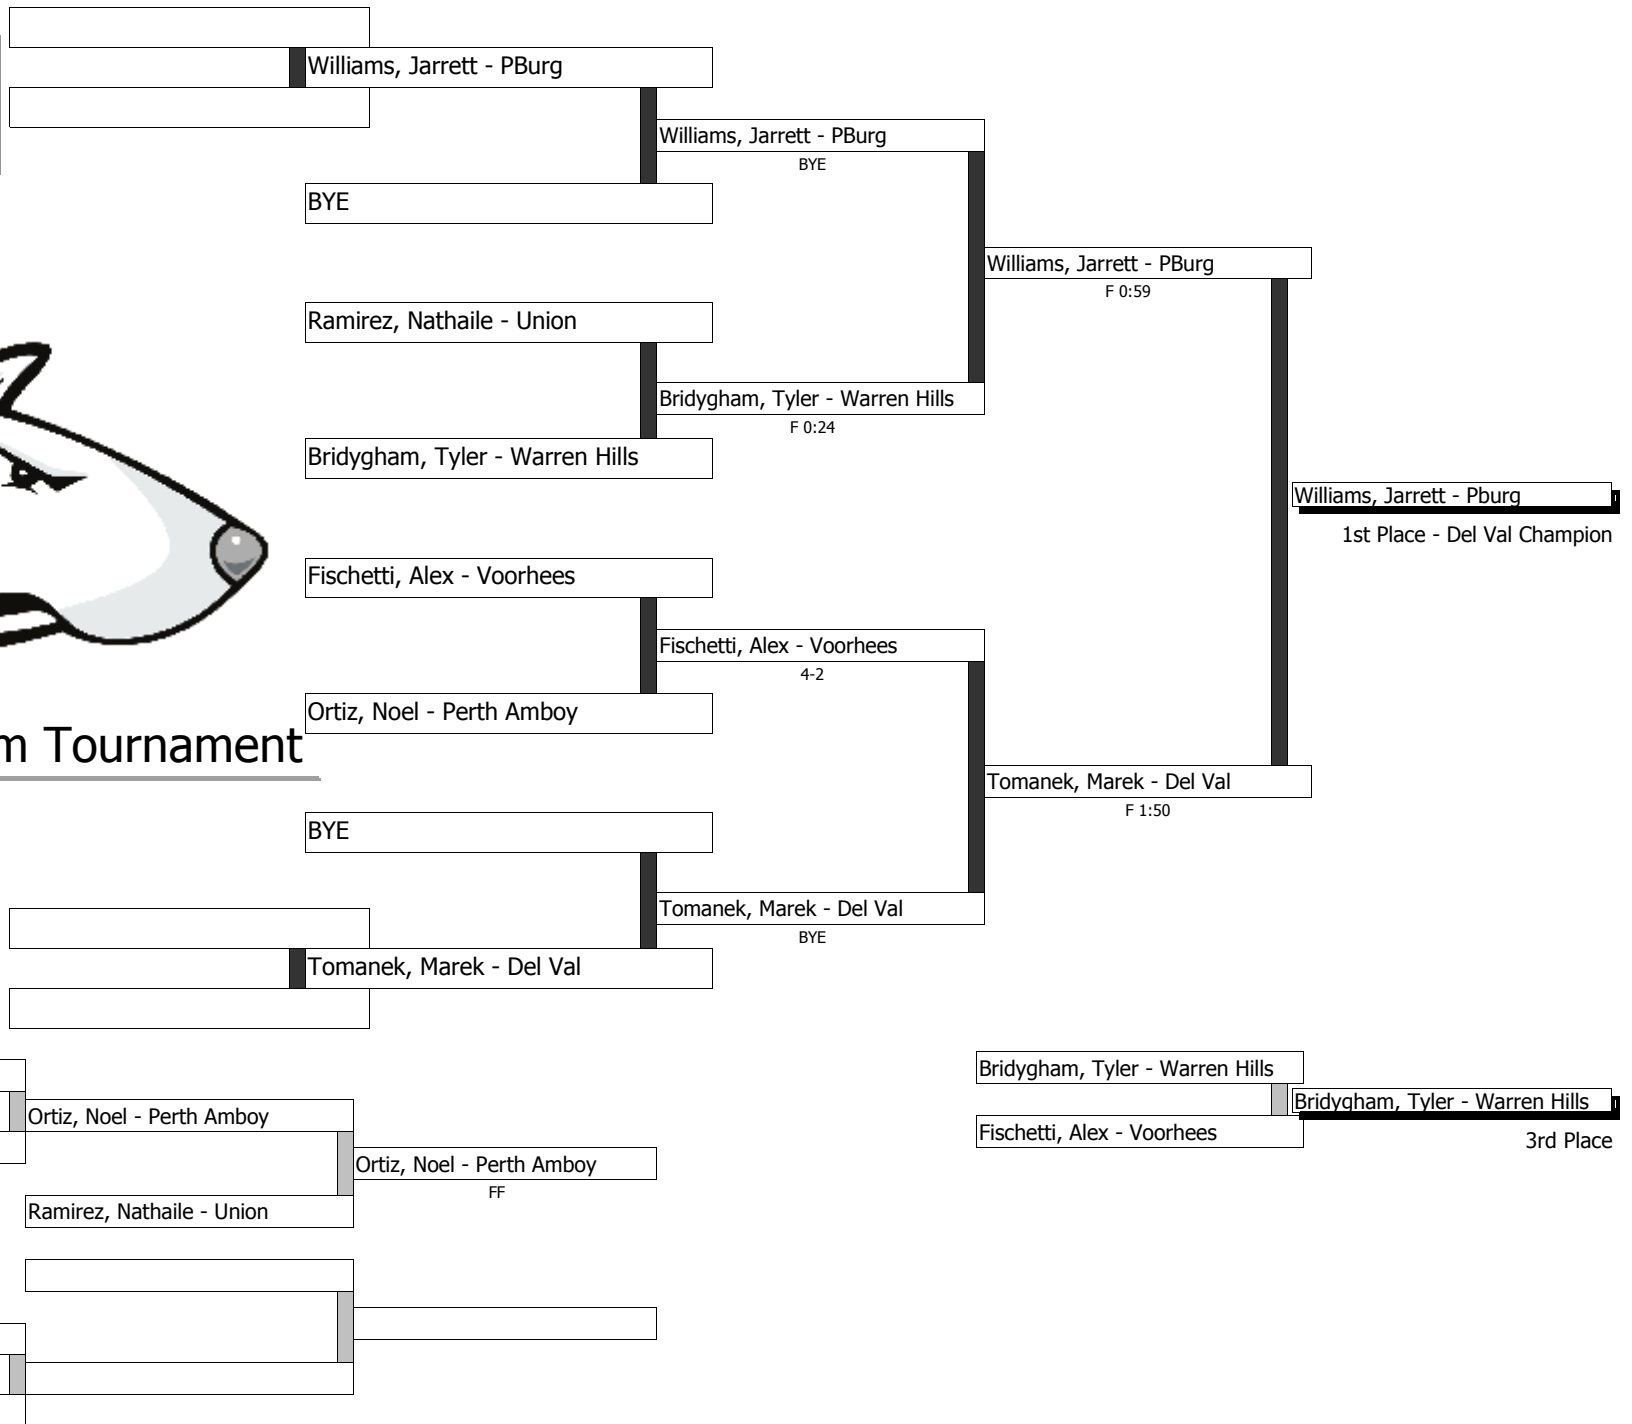 Williams, Jarrett - PBurg
Williams, Jarrett - PBurg
BYE
BYE
Williams, Jarrett - PBurg
F 0:59
Ramirez, Nathaile - Union
Bridygham, Tyler - Warren Hills
F 0:24
Bridygham, Tyler - Warren Hills
Williams, Jarrett - Pburg
1st Place - Del Val Champion
Fischetti, Alex - Voorhees
Fischetti, Alex - Voorhees
4-2
Ortiz, Noel - Perth Amboy
m Tournament
Tomanek, Marek - Del Val
F 1:50
BYE
Tomanek, Marek - Del Val
BYE
Tomanek, Marek - Del Val
Bridygham, Tyler - Warren Hills
Bridygham, Tyler - Warren Hills
Fischetti, Alex - Voorhees
3rd Place
Ortiz, Noel - Perth Amboy
Ortiz, Noel - Perth Amboy
FF
Ramirez, Nathaile - Union